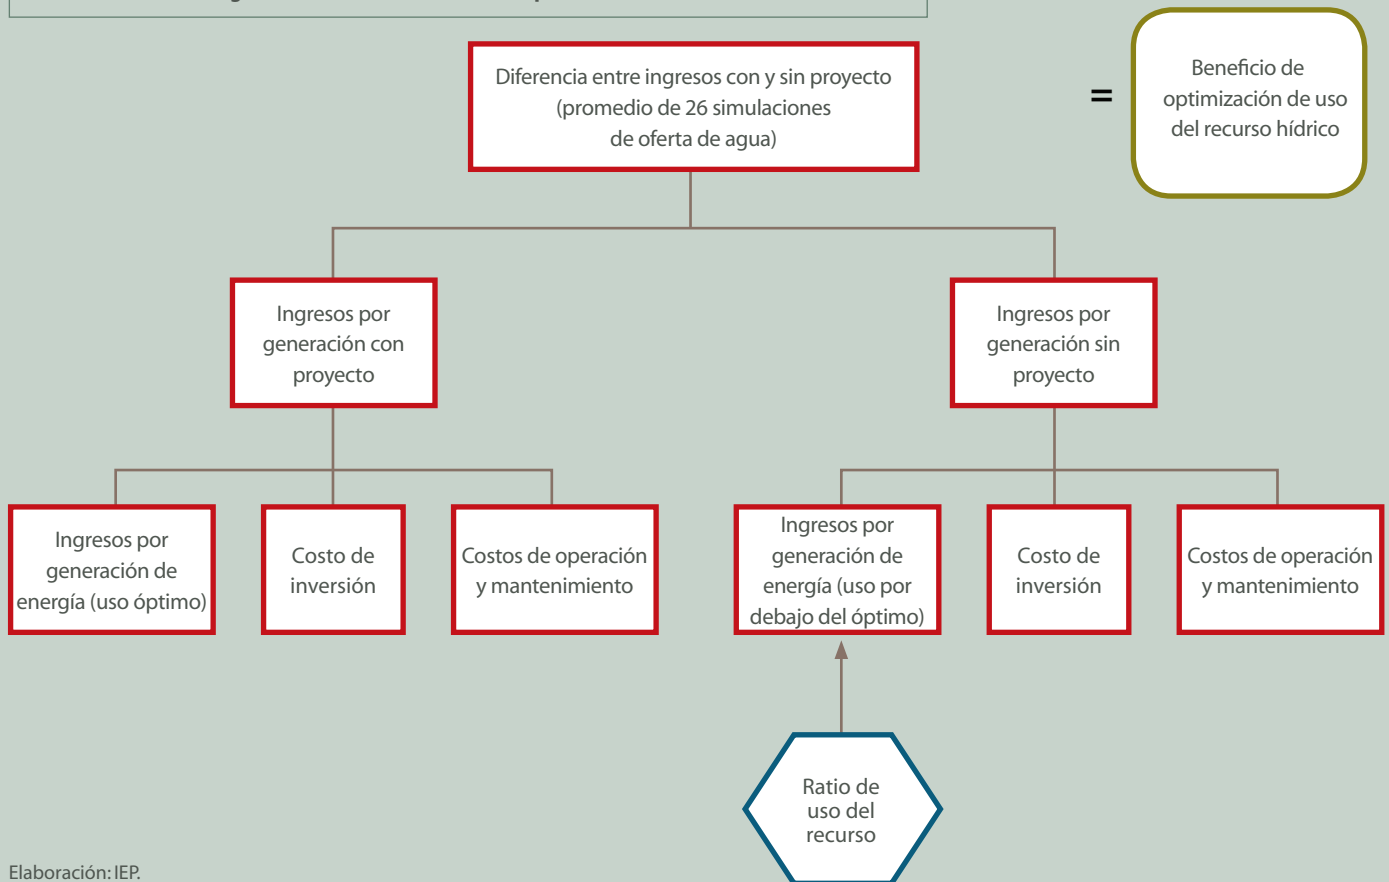 Diferencia entre ingresos con y sin proyecto
(promedio de 26 simulaciones
de oferta de agua)
=
Beneficio de
optimización de uso
del recurso hídrico
Ingresos por
generación con
proyecto
Ingresos por
generación sin
proyecto
Ingresos por
generación de
energía (uso óptimo)
Costo de
inversión
Costos de operación
y mantenimiento
Ingresos por
generación de
energía (uso por
debajo del óptimo)
Costo de
inversión
Costos de operación
y mantenimiento
Ratio de
uso del
recurso
Elaboración: IEP.